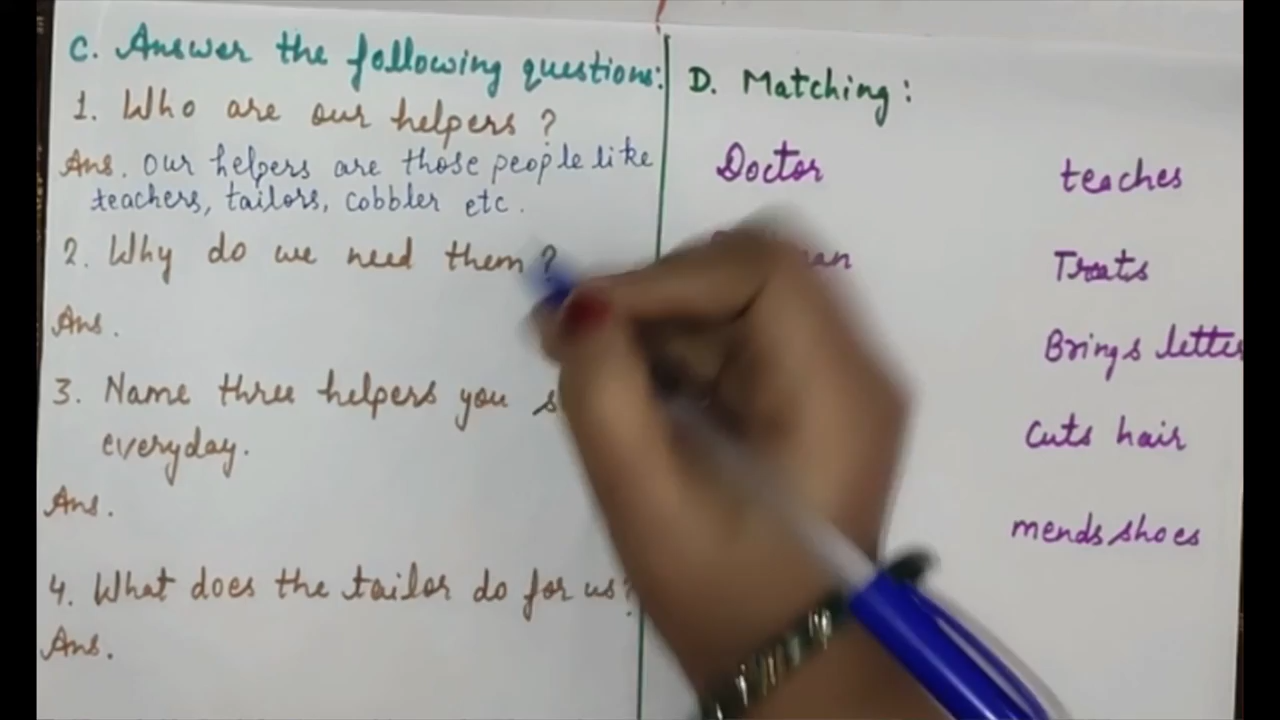 C. Answer the following questions:
1. Who are our helpers ?
Ans. Our helpers are those people like
teachers, tailors, cobbler etc.
2. Why do we need them ?
Ans.
3. Name three helpers you
everyday.
Ans.
4. What does the tailor do for us?
Ans.
D. Matching :
Doctor
teaches
Treats
Brings
cuts hair
mends shoes